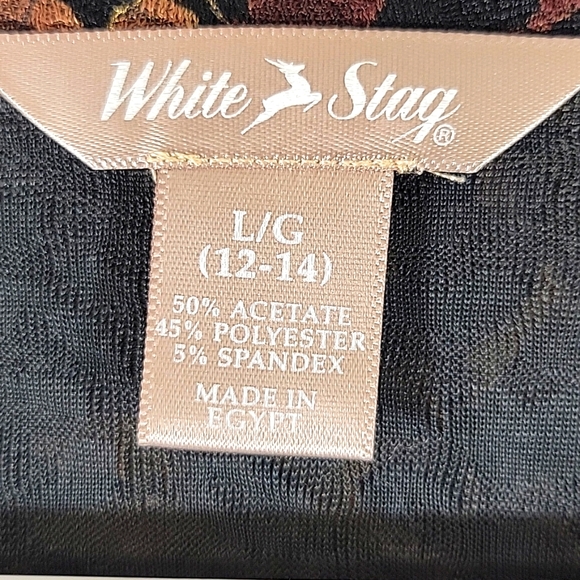 White Stag®
L/G
(12-14)
50% ACETATE
45% POLYESTER
5% SPANDEX
MADE IN
EGYPT